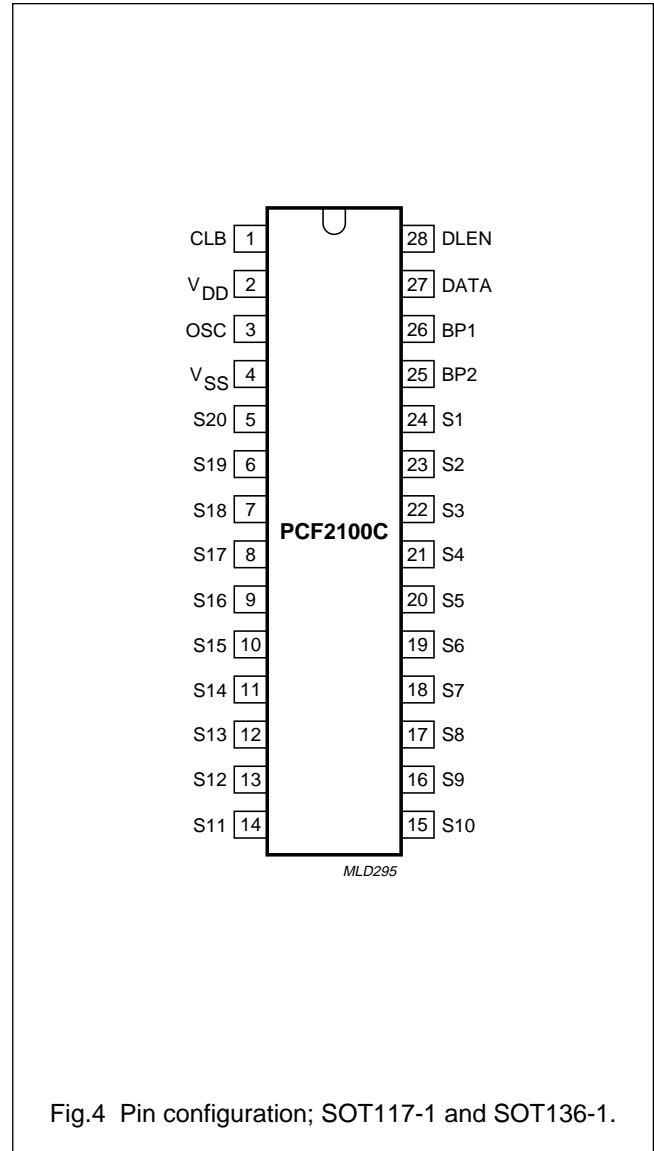 CLB 1 28 DLEN
VDD 2 27 DATA
OSC 3 26 BP1
VSS 4 25 BP2
S20 5 24 S1
S19 6 23 S2
S18 7 22 S3
PCF2100C
S17 8 21 S4
S16 9 20 S5
S15 10 19 S6
S14 11 18 S7
S13 12 17 S8
S12 13 16 S9
S11 14 15 S10
MLD295
Fig.4 Pin configuration; SOT117-1 and SOT136-1.